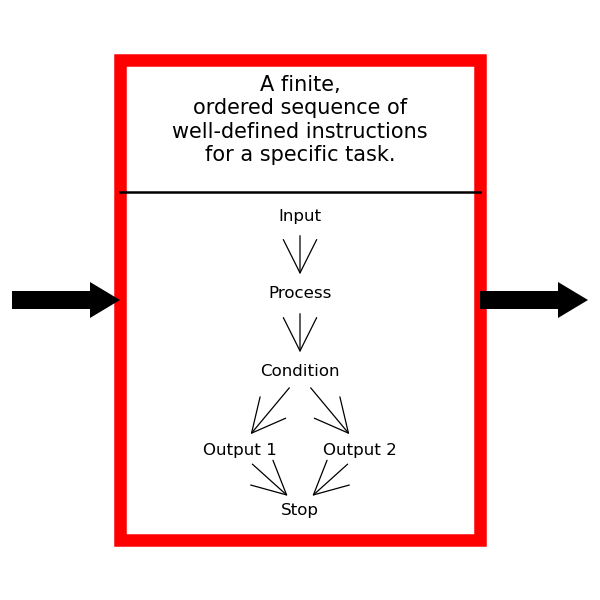 A finite,
ordered sequence of
well-defined instructions
for a specific task.
Input
Process
Condition
Output 1
Output 2
Stop